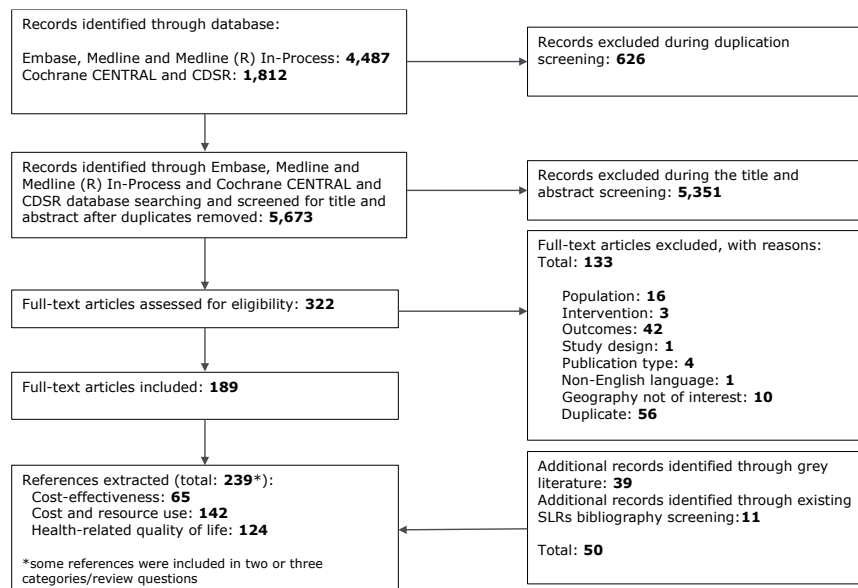 Records identified through database:
Embase, Medline and Medline (R) In-Process: 4,487
Cochrane CENTRAL and CDSR: 1,812
Records excluded during duplication
screening: 626
Records identified through Embase, Medline and
Medline (R) In-Process and Cochrane CENTRAL and
CDSR database searching and screened for title and
abstract after duplicates removed: 5,673
Records excluded during the title and
abstract screening: 5,351
Full-text articles assessed for eligibility: 322
Full-text articles excluded, with reasons:
Total: 133
Population: 16
Intervention: 3
Outcomes: 42
Study design: 1
Publication type: 4
Non-English language: 1
Geography not of interest: 10
Duplicate: 56
Full-text articles included: 189
References extracted (total: 239*):
Cost-effectiveness: 65
Cost and resource use: 142
Health-related quality of life: 124
*some references were included in two or three
categories/review questions
Additional records identified through grey
literature: 39
Additional records identified through existing
SLRs bibliography screening:11
Total: 50